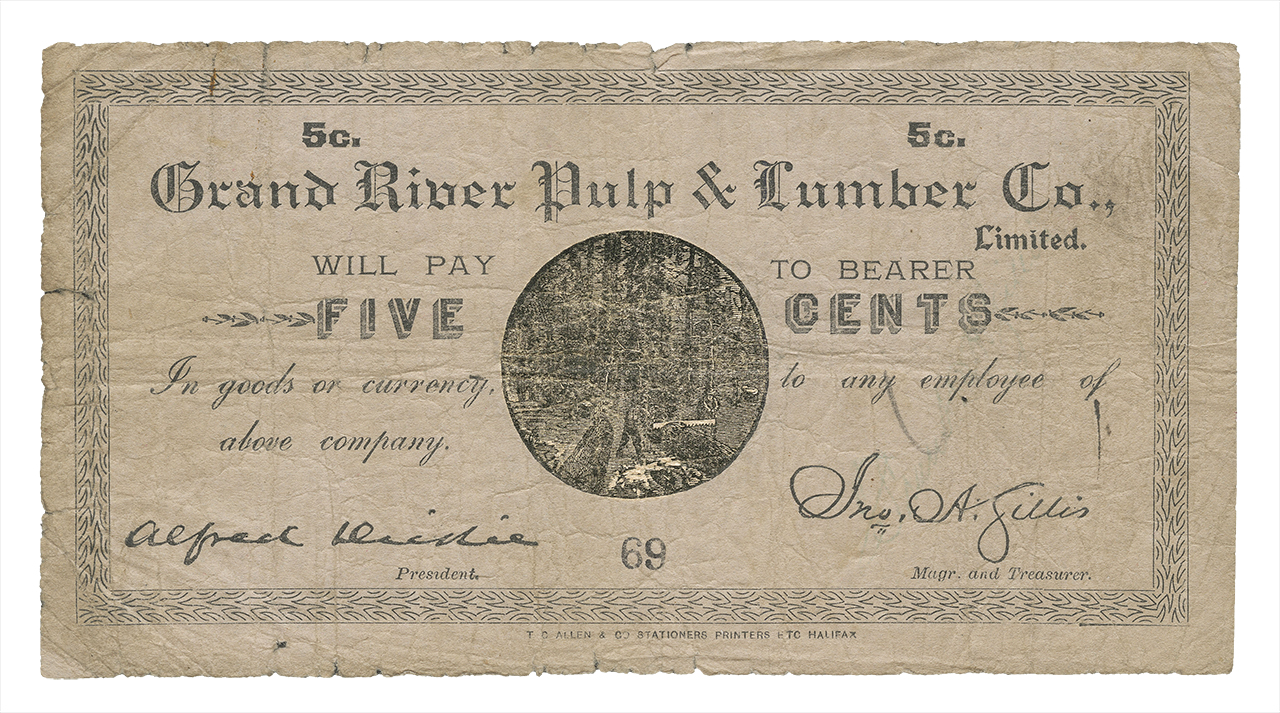 5c. 5c.
Grand River Pulp & Lumber Co.,
Limited.
WILL PAY TO BEARER
FIVE CENTS
In goods or currency, to any employee of
above company.
Jno. A. Gillis
Alfred Dickie
69
President. Magr. and Treasurer.
T C ALLEN & CO STATIONERS PRINTERS ETC HALIFAX